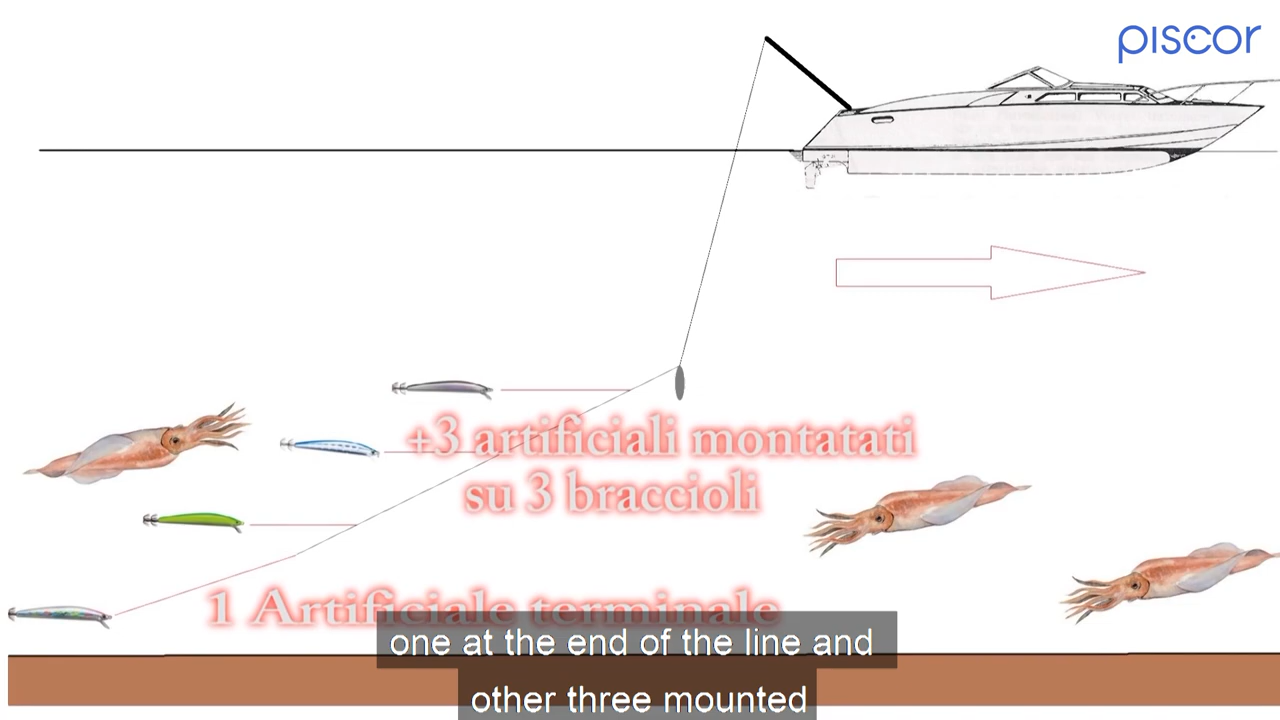 piscor
+3 artificiali montatati
su 3 braccioli
1 Artificiale terminale
one at the end of the line and
other three mounted